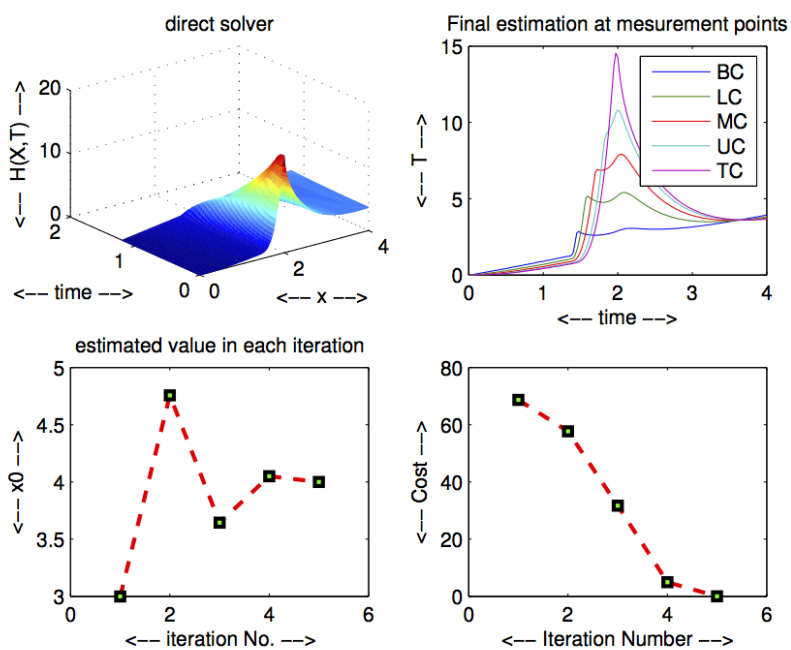 direct solver
<−− H(X,T) −−>
20
10
0
2
1
0
<−− time −−>
0
2
4
<−− x −−>
Final estimation at mesurement points
<−− T −−>
15
10
5
0
BC
LC
MC
UC
TC
0 1 2 3 4
<−− time −−>
estimated value in each iteration
<−− x0 −−>
5
4.5
4
3.5
3
0 2 4 6
<−− iteration No. −−>
<−− Cost −−>
80
60
40
20
0
0 2 4 6
<−− Iteration Number −−>